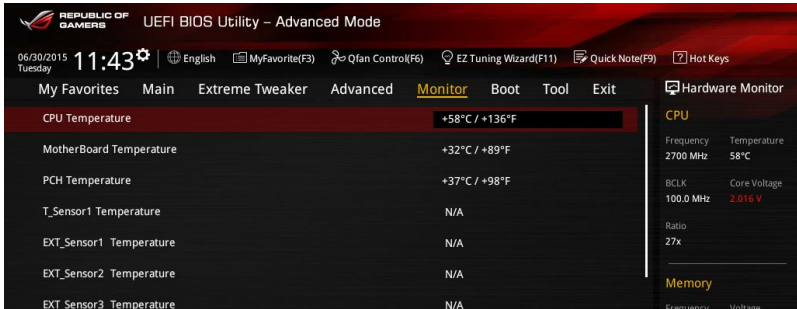 REPUBLIC OF
GAMERS
UEFI BIOS Utility – Advanced Mode
06/30/2015
Tuesday
11:43
English
MyFavorite(F3)
Qfan Control(F6)
EZ Tuning Wizard(F11)
Quick Note(F9)
? Hot Keys
My Favorites Main Extreme Tweaker Advanced Monitor Boot Tool Exit
Hardware Monitor
CPU Temperature +58°C / +136°F
MotherBoard Temperature +32°C / +89°F
PCH Temperature +37°C / +98°F
T_Sensor1 Temperature N/A
EXT_Sensor1 Temperature N/A
EXT_Sensor2 Temperature N/A
EXT_Sensor3 Temperature N/A
CPU
Frequency Temperature
2700 MHz 58°C
BCLK Core Voltage
100.0 MHz 2.016 V
Ratio
27x
Memory
Frequency Voltage